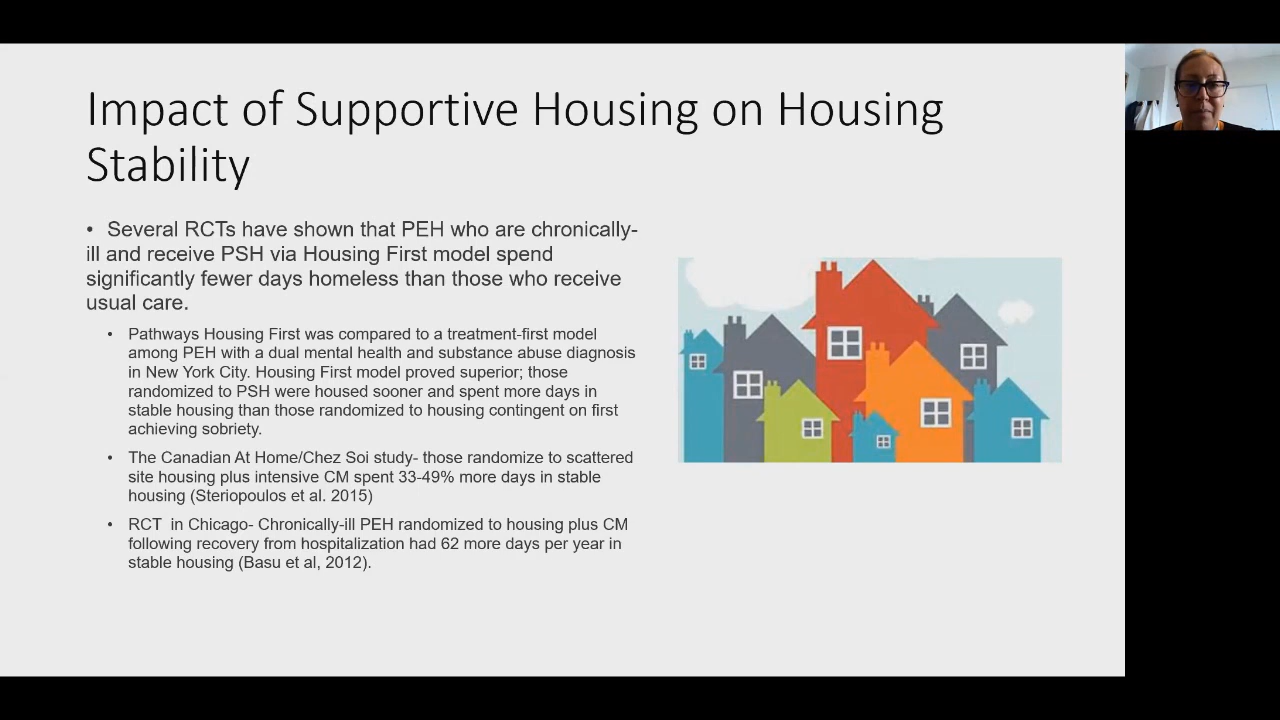 Impact of Supportive Housing on Housing
Stability
• Several RCTs have shown that PEH who are chronically-
ill and receive PSH via Housing First model spend
significantly fewer days homeless than those who receive
usual care.
• Pathways Housing First was compared to a treatment-first model
among PEH with a dual mental health and substance abuse diagnosis
in New York City. Housing First model proved superior; those
randomized to PSH were housed sooner and spent more days in
stable housing than those randomized to housing contingent on first
achieving sobriety.
• The Canadian At Home/Chez Soi study- those randomize to scattered
site housing plus intensive CM spent 33-49% more days in stable
housing (Steriopoulos et al. 2015)
• RCT  in Chicago- Chronically-ill PEH randomized to housing plus CM
following recovery from hospitalization had 62 more days per year in
stable housing (Basu et al, 2012).